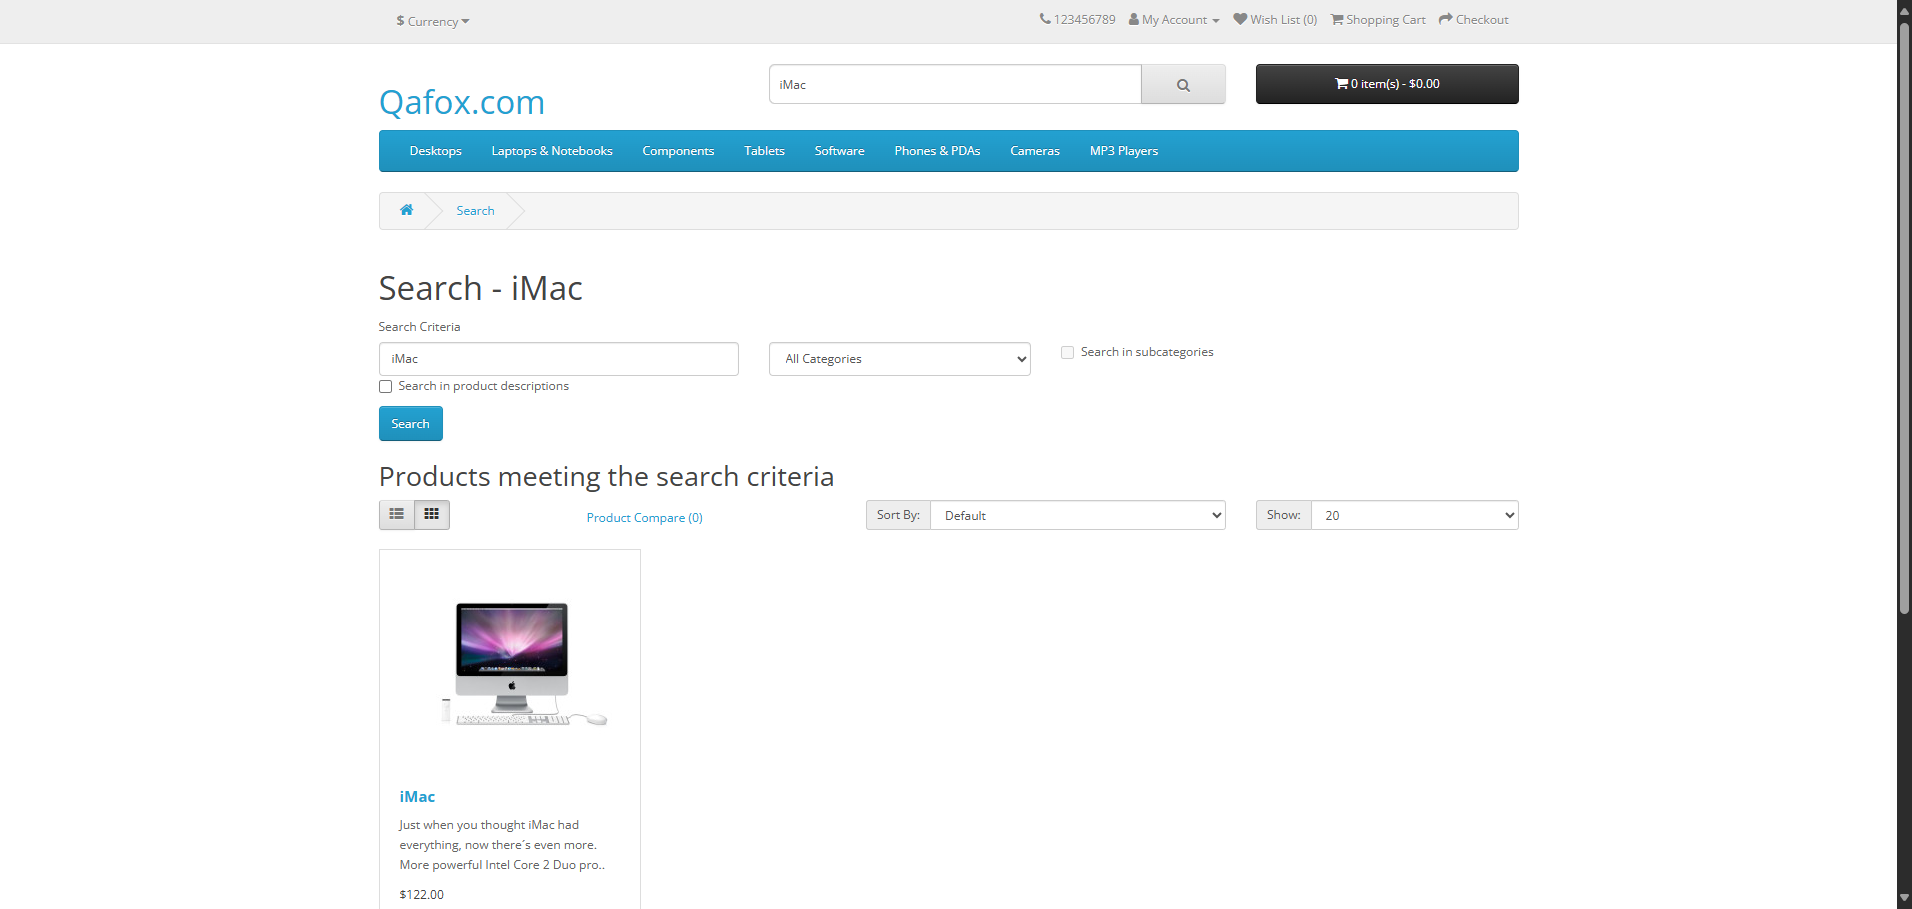 $ Currency
123456789 My Account Wish List (0) Shopping Cart Checkout
Qafox.com
iMac
0 item(s) - $0.00
Desktops Laptops & Notebooks Components Tablets Software Phones & PDAs Cameras MP3 Players
Search
Search - iMac
Search Criteria
iMac All Categories Search in subcategories
Search in product descriptions
Search
Products meeting the search criteria
Product Compare (0) Sort By: Default Show: 20
iMac
Just when you thought iMac had
everything, now there´s even more.
More powerful Intel Core 2 Duo pro..
$122.00